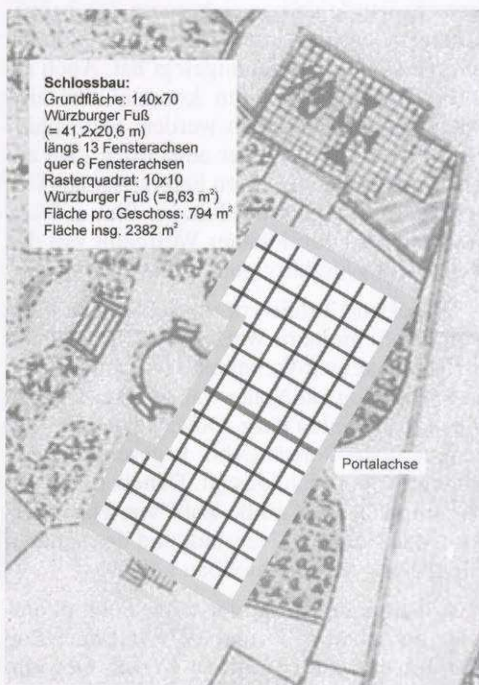 Schlossbau:
Grundfläche: 140x70
Würzburger Fuß
(= 41,2x20,6 m)
längs 13 Fensterachsen
quer 6 Fensterachsen
Rasterquadrat: 10x10
Würzburger Fuß (=8,63 m²)
Fläche pro Geschoss: 794 m²
Fläche insg. 2382 m²
Portalachse